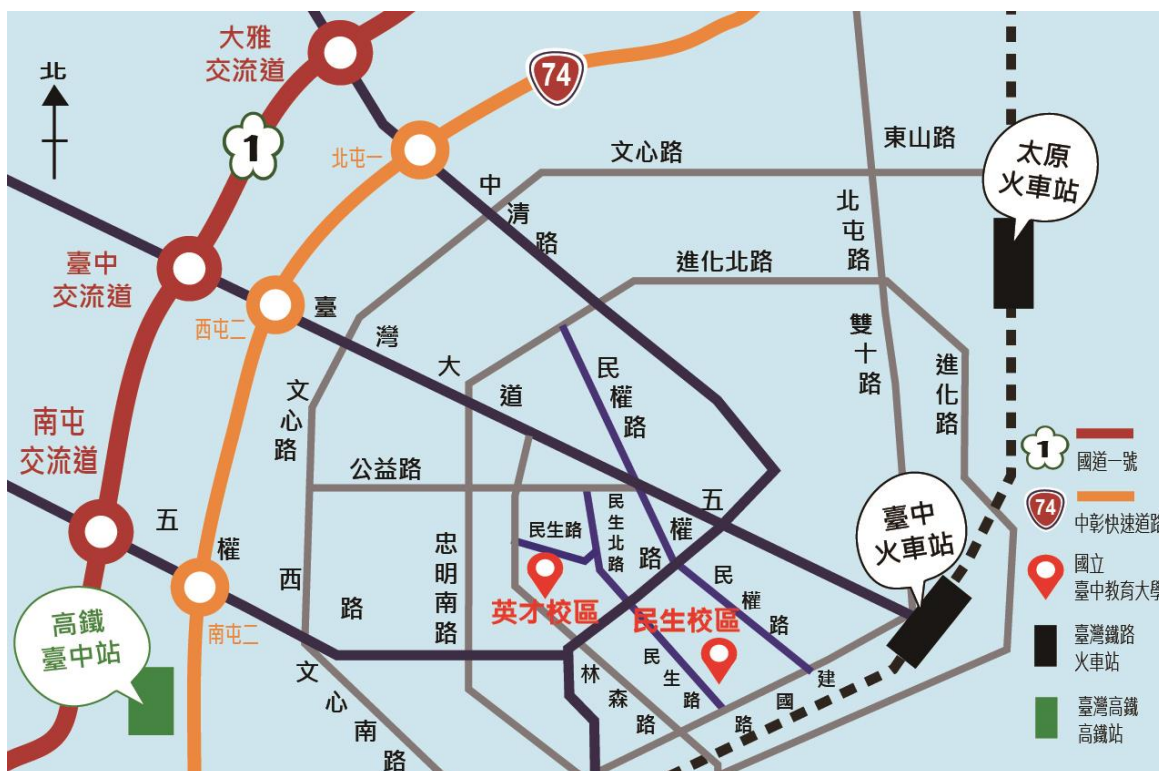 大雅
交流道
北
1
74
北屯一
文心路
東山路
太原
火車站
中清路
北屯路
臺中
交流道
進化北路
西屯二
臺灣大道
雙十路
進化路
文心路
民權路
南屯
交流道
公益路
五權西路
忠明南路
民生路
民生北路
五權路
臺中
火車站
英才校區
民生校區
民權路
高鐵
臺中站
南屯二
文心南路
林森路
民生路
建國路
1
國道一號
74
中彰快速道路
國立
臺中教育大學
臺灣鐵路
火車站
臺灣高鐵
高鐵站